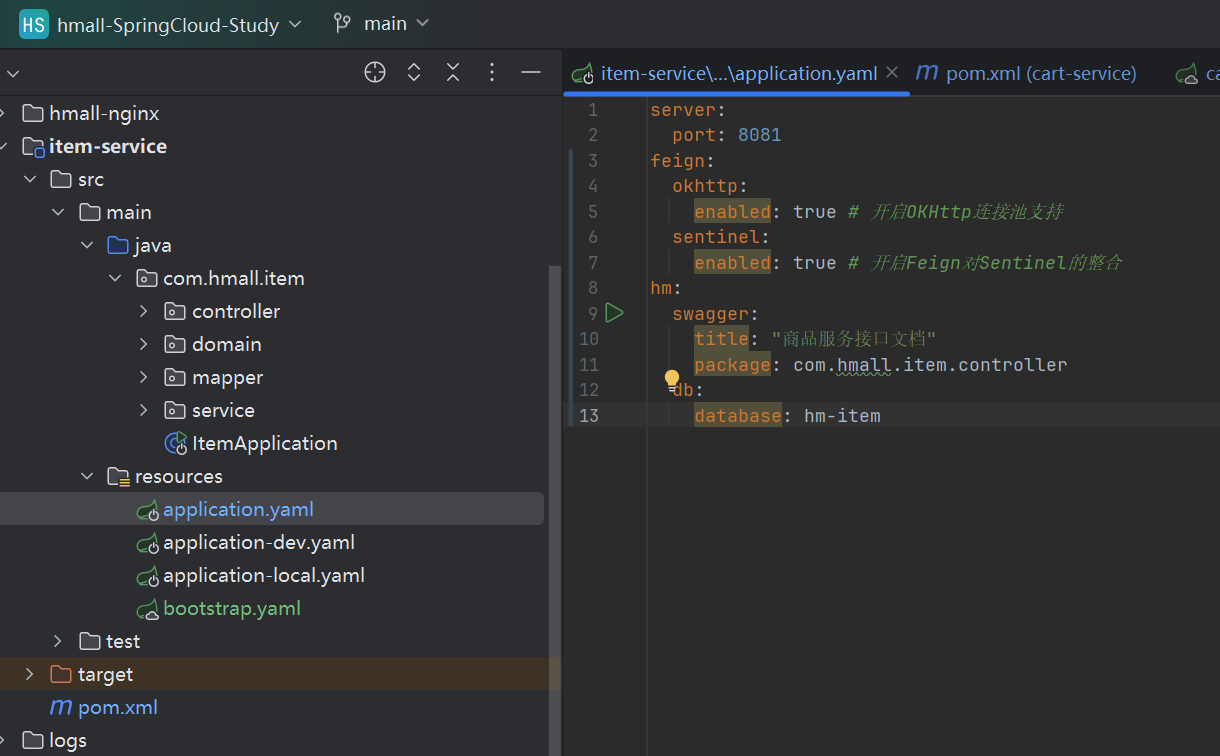 HS hmall-SpringCloud-Study main
hmall-nginx
item-service
src
main
java
com.hmall.item
controller
domain
mapper
service
ItemApplication
resources
application.yaml
application-dev.yaml
application-local.yaml
bootstrap.yaml
test
target
m pom.xml
logs
item-service\...\application.yaml m pom.xml (cart-service) ca
1 server:
2 port: 8081
3 feign:
4 okhttp:
5 enabled: true # 开启OKHttp连接池支持
6 sentinel:
7 enabled: true # 开启Feign对Sentinel的整合
8 hm:
9 swagger:
10 title: "商品服务接口文档"
11 package: com.hmall.item.controller
12 db:
13 database: hm-item